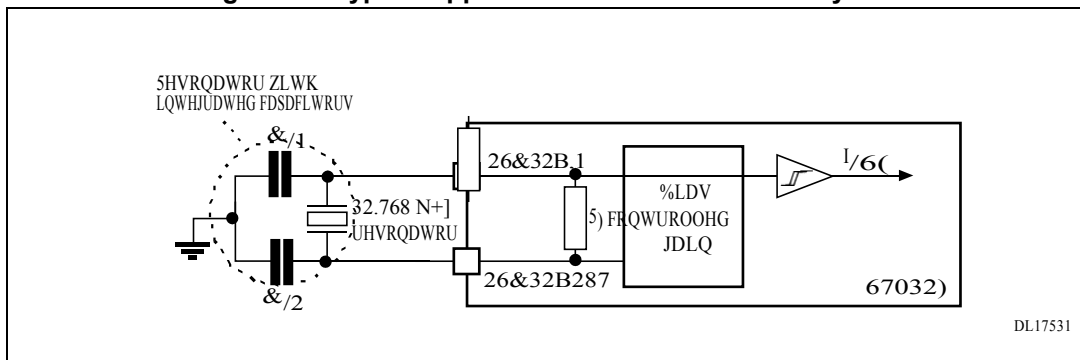 5HVRQDWRU ZLWK
LQWHJUDWHG FDSDFLWRUV
&/1
26&32B,1
I/6(
%LDV
32.768 N+]
5) FRQWUROOHG
UHVRQDWRU
JDLQ
26&32B287
&/2
67032)
DL17531